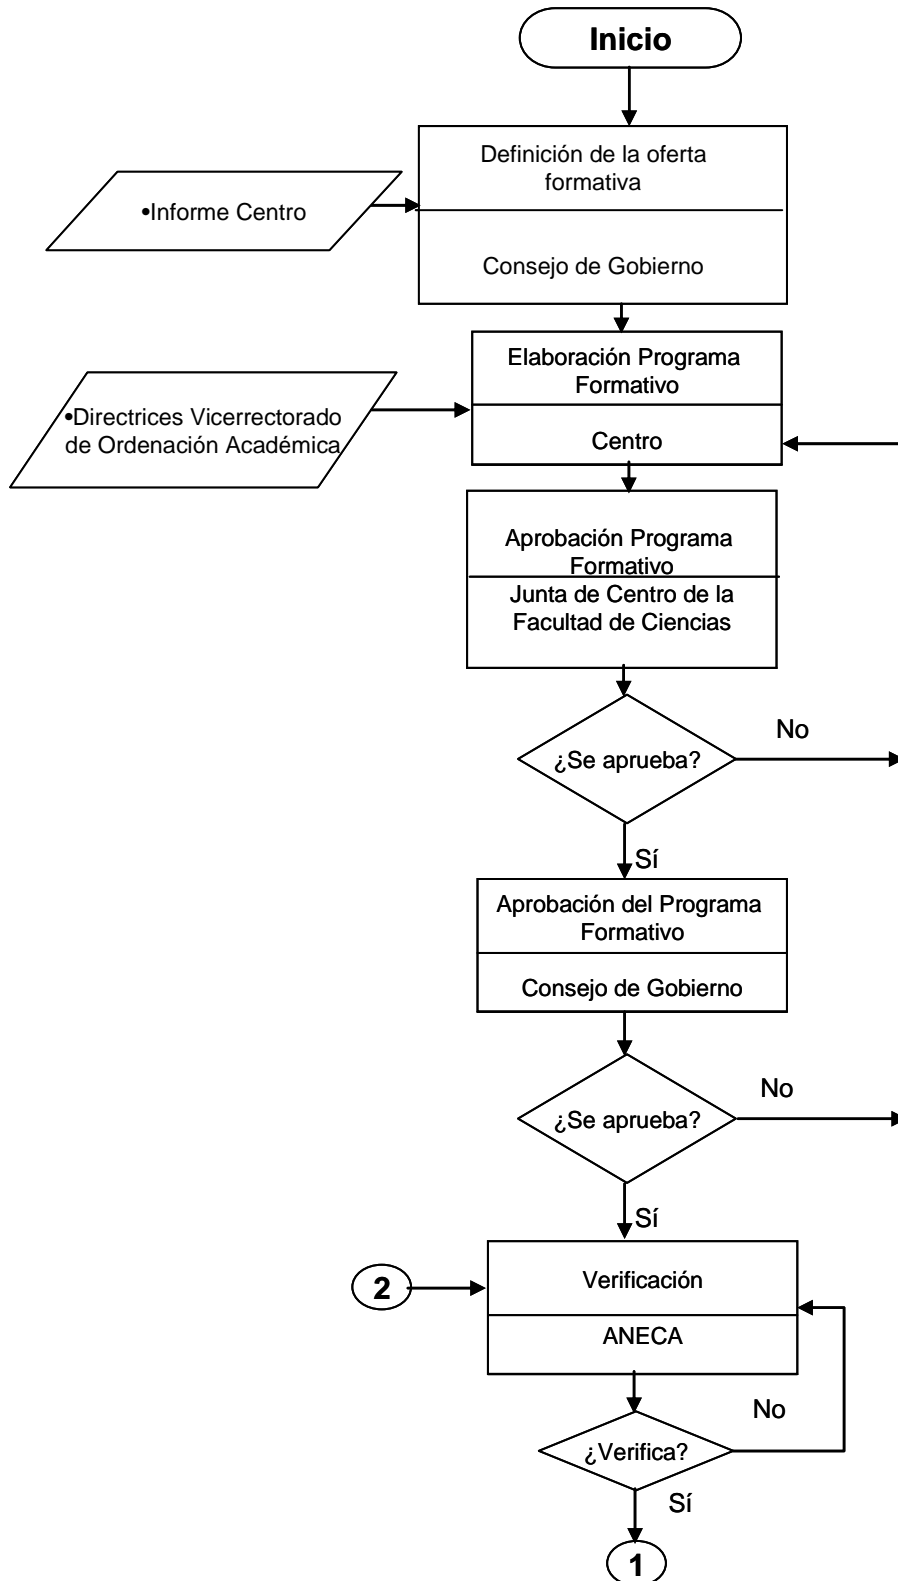 Inicio
Definición de la oferta
formativa
•Informe Centro
Consejo de Gobierno
Elaboración Programa
Formativo
•Directrices Vicerrectorado
de Ordenación Académica
Centro
Aprobación Programa
Formativo
Junta de Centro de la
Facultad de Ciencias
No
¿Se aprueba?
Sí
Aprobación del Programa
Formativo
Consejo de Gobierno
No
¿Se aprueba?
Sí
Verificación
2
ANECA
No
¿Verifica?
Sí
1